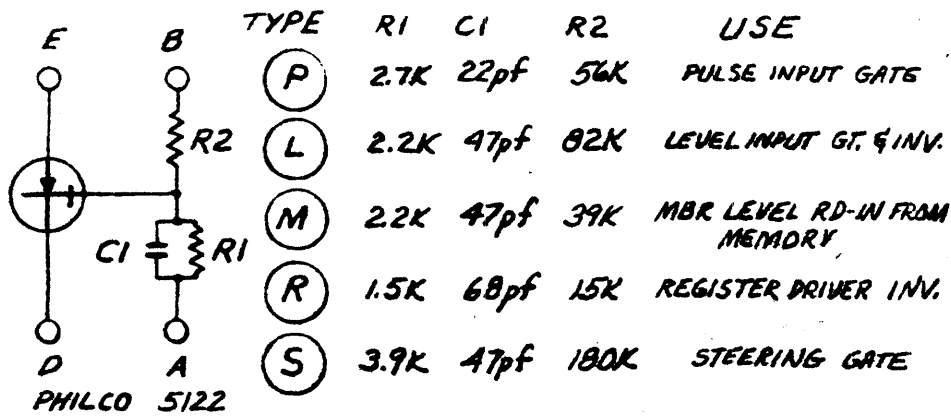 TYPE R1 C1 R2 USE
E B
P 2.7K 22pf 56K PULSE INPUT GATE
R2
L 2.2K 47pf 82K LEVEL INPUT GT. & INV.
M 2.2K 47pf 39K MBR LEVEL RD-IN FROM
MEMORY
C1 R1
R 1.5K 68pf 15K REGISTER DRIVER INV.
D A
S 3.9K 47pf 180K STEERING GATE
PHILCO 5122